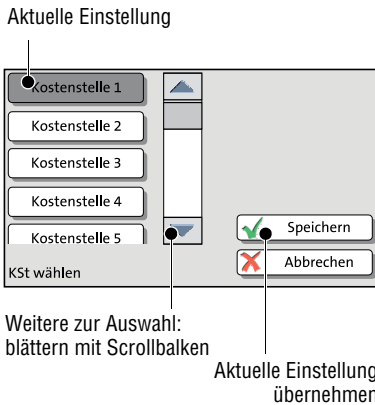 Aktuelle Einstellung
Kostenstelle 1
Kostenstelle 2
Kostenstelle 3
Kostenstelle 4
Kostenstelle 5
Speichern
Abbrechen
KSt wählen
Weitere zur Auswahl:
blättern mit Scrollbalken
Aktuelle Einstellung
übernehmen